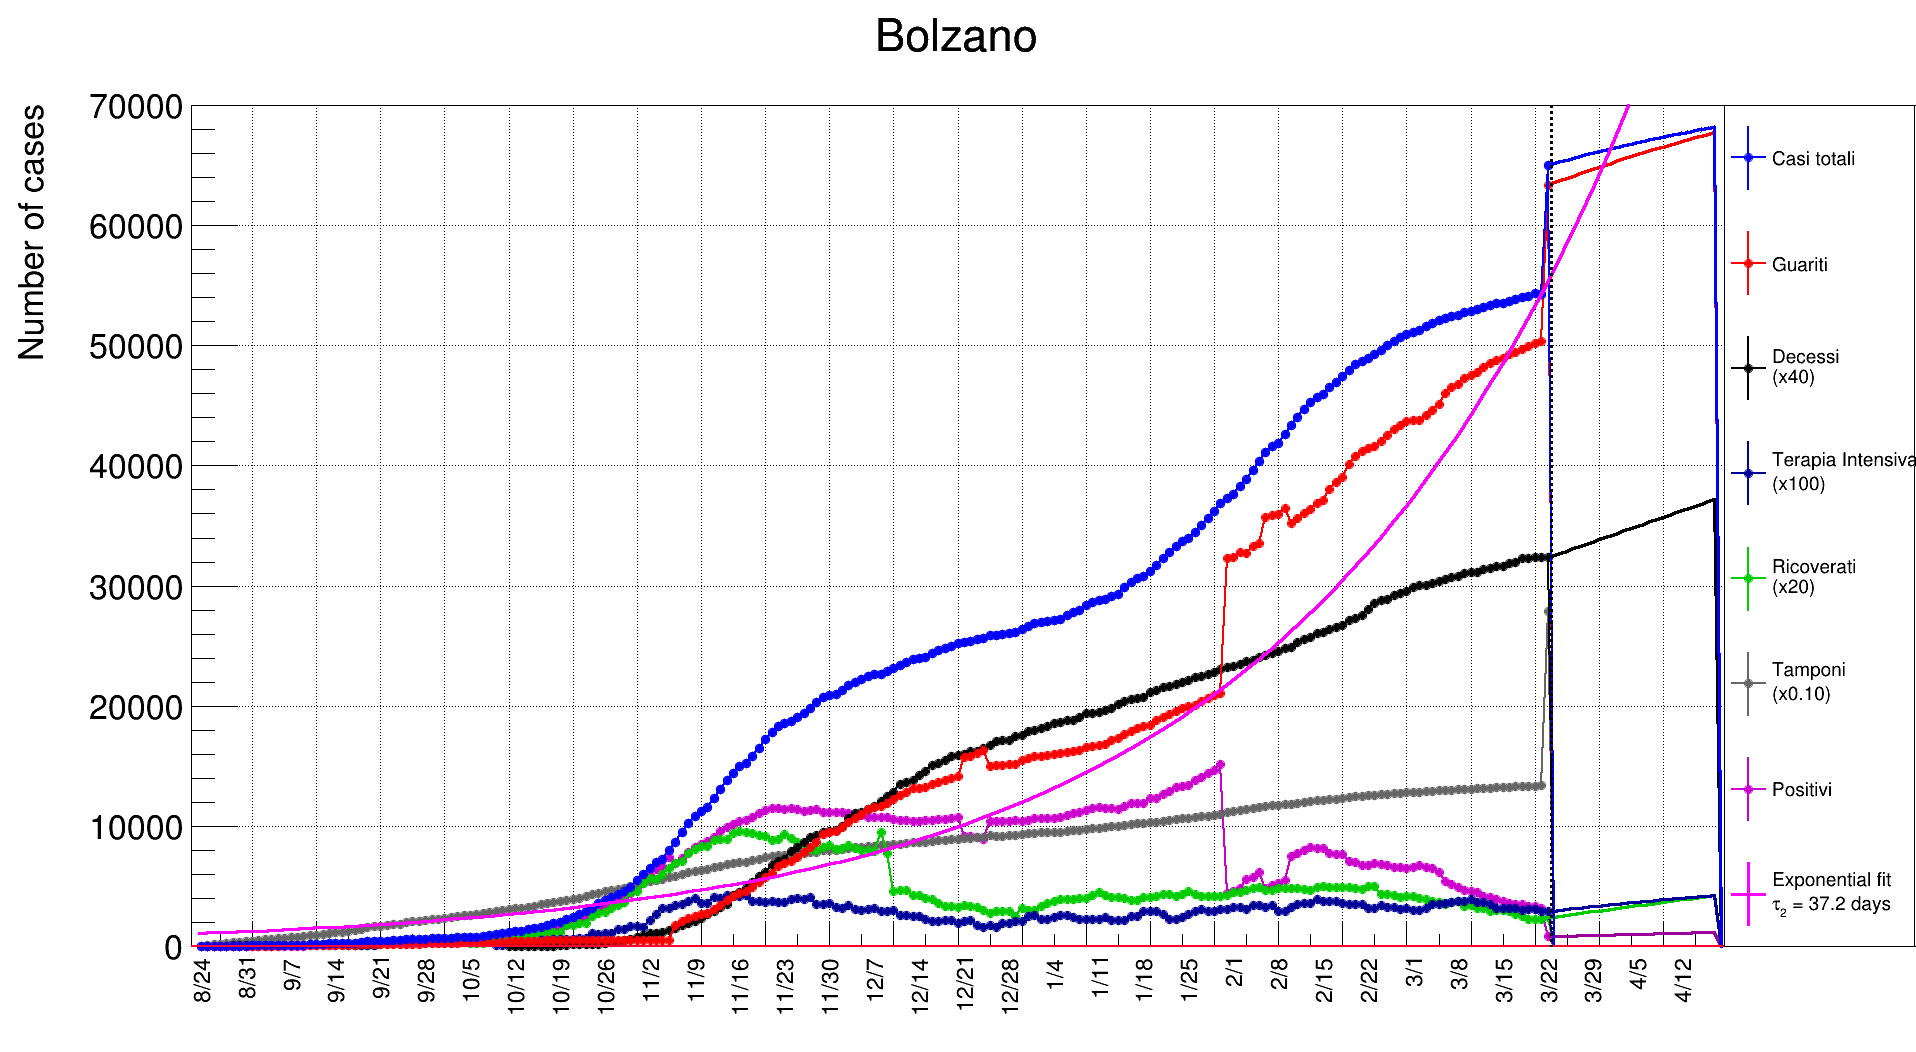 Bolzano
Number of cases
70000
60000
50000
40000
30000
20000
10000
0
8/24
8/31
9/7
9/14
9/21
9/28
10/5
10/12
10/19
10/26
11/2
11/9
11/16
11/23
11/30
12/7
12/14
12/21
12/28
1/4
1/11
1/18
1/25
2/1
2/8
2/15
2/22
3/1
3/8
3/15
3/22
3/29
4/5
4/12
Casi totali
Guariti
Decessi
(x40)
Terapia Intensiva
(x100)
Ricoverati
(x20)
Tamponi
(x0.10)
Positivi
Exponential fit
τ2 = 37.2 days